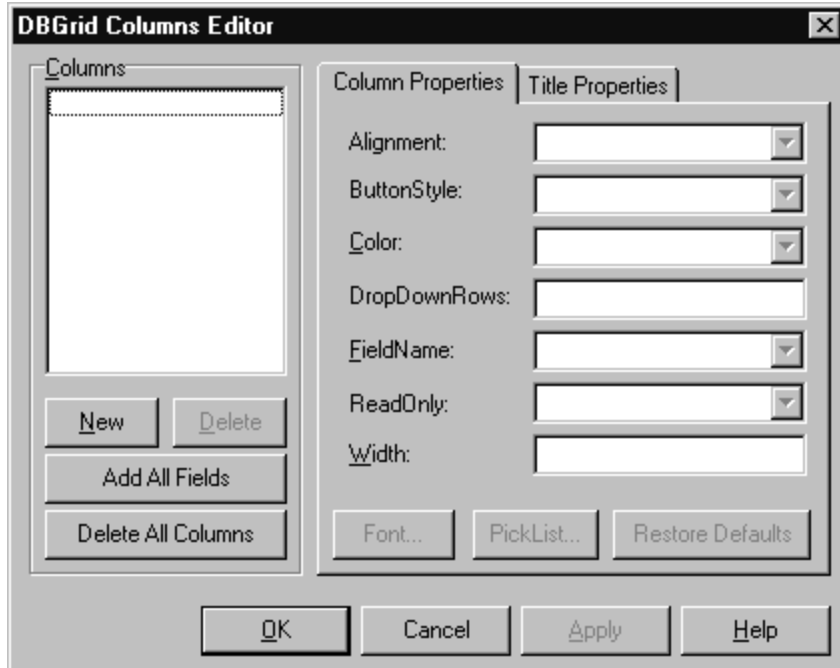 DBGrid Columns Editor
Columns
New Delete
Add All Fields
Delete All Columns
Column Properties Title Properties
Alignment:
ButtonStyle:
Color:
DropDownRows:
FieldName:
ReadOnly:
Width:
Font... PickList... Restore Defaults
OK Cancel Apply Help